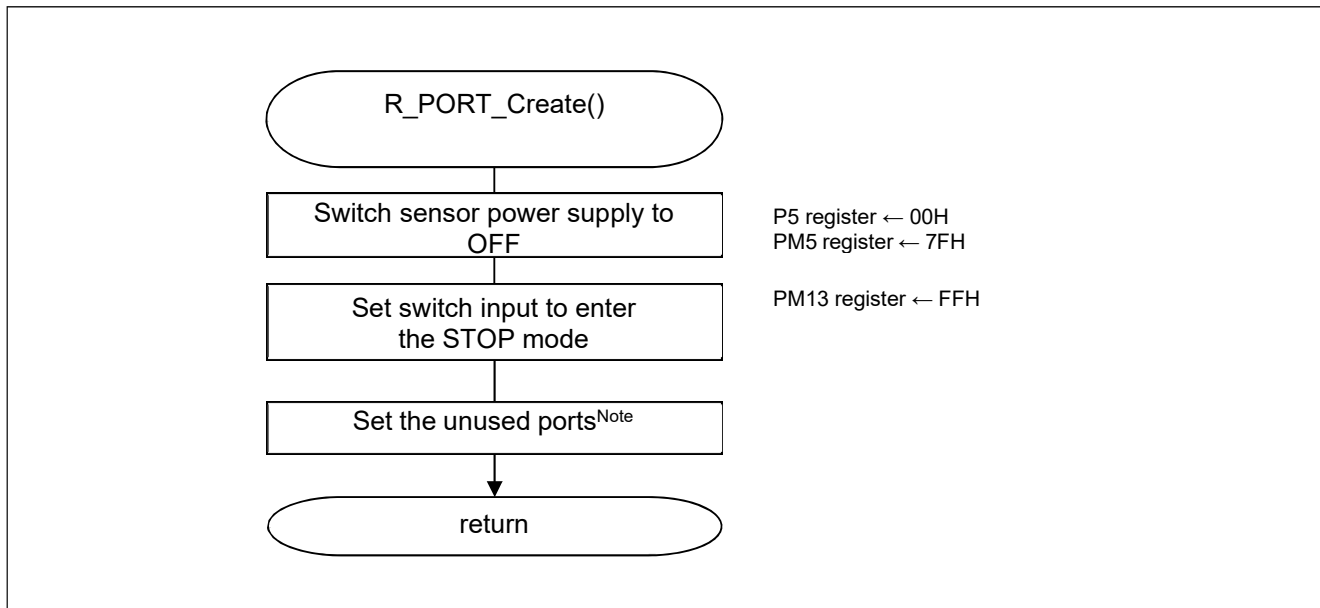 R_PORT_Create()
Switch sensor power supply to
OFF
P5 register ← 00H
PM5 register ← 7FH
Set switch input to enter
the STOP mode
PM13 register ← FFH
Set the unused portsNote
return